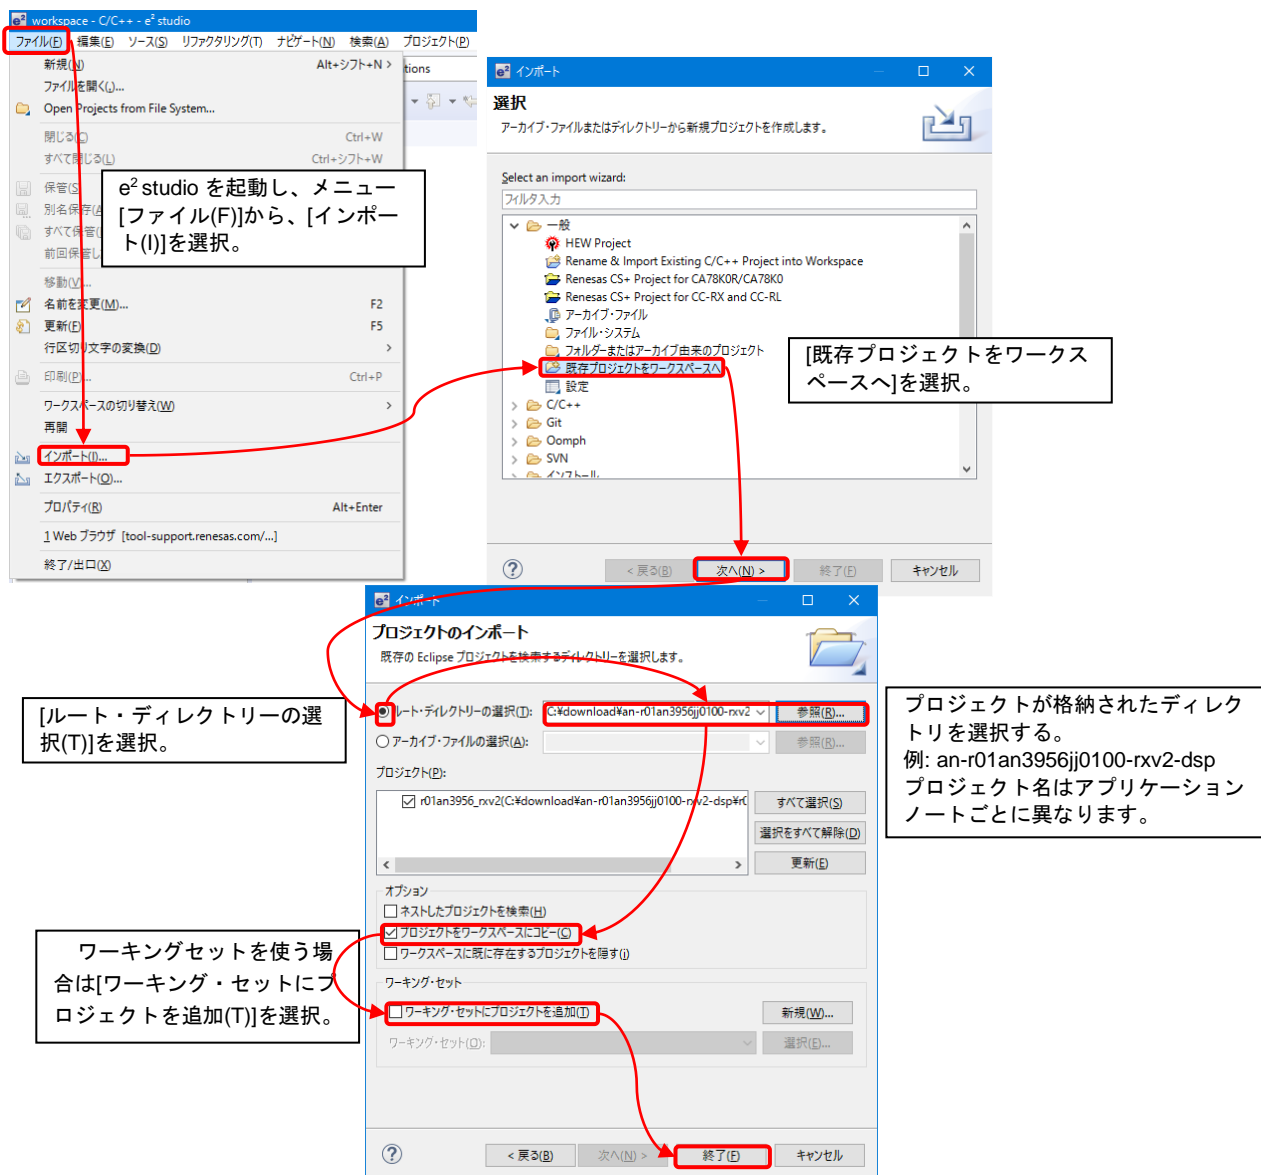 workspace - C/C++ - e² studio
ファイル(F) 編集(E) ソース(S) リファクタリング(T) ナビゲート(N) 検索(A) プロジェクト(P)
新規(N) Alt+シフト+N >
ファイルを開く(.)...
Open Projects from File System...
閉じる(C) Ctrl+W
すべて閉じる(L) Ctrl+シフト+W
保管(S
別名保存(A
すべて保管(
前回保管し
移動(V)...
名前を変更(M)... F2
更新(F) F5
行区切り文字の変換(D) >
印刷(P)... Ctrl+P
ワークスペースの切り替え(W) >
再開
インポート(I)...
エクスポート(O)...
プロパティ(R) Alt+Enter
1 Web ブラウザ [tool-support.renesas.com/...]
終了/出口(X)
tions
e² studio を起動し、メニュー
[ファイル(F)]から、[インポー
ト(I)]を選択。
インポート
選択
アーカイブ・ファイルまたはディレクトリーから新規プロジェクトを作成します。
Select an import wizard:
フィルタ入力
一般
HEW Project
Rename & Import Existing C/C++ Project into Workspace
Renesas CS+ Project for CA78K0R/CA78K0
Renesas CS+ Project for CC-RX and CC-RL
アーカイブ・ファイル
ファイル・システム
フォルダーまたはアーカイブ由来のプロジェクト
既存プロジェクトをワークスペースへ
設定
C/C++
Git
Oomph
SVN
インストール
? < 戻る(B) 次へ(N) > 終了(F) キャンセル
[既存プロジェクトをワークス
ペースへ]を選択。
インポート
プロジェクトのインポート
既存の Eclipse プロジェクトを検索するディレクトリーを選択します。
ルート・ディレクトリーの選択(T): C:¥download¥an-r01an3956jj0100-rxv2 参照(R)...
アーカイブ・ファイルの選択(A): 参照(R)...
プロジェクト(P):
r01an3956_rxv2(C:¥download¥an-r01an3956jj0100-rxv2-dsp¥r( すべて選択(S)
選択をすべて解除(D)
更新(E)
オプション
ネストしたプロジェクトを検索(H)
プロジェクトをワークスペースにコピー(C)
ワークスペースに既に存在するプロジェクトを隠す(i)
ワーキング・セット
ワーキング・セットにプロジェクトを追加(T) 新規(W)...
ワーキング・セット(O): 選択(E)...
? < 戻る(B) 次へ(N) > 終了(F) キャンセル
[ルート・ディレクトリーの選
択(T)]を選択。
プロジェクトが格納されたディレク
トリを選択する。
例: an-r01an3956jj0100-rxv2-dsp
プロジェクト名はアプリケーション
ノートごとに異なります。
ワーキングセットを使う場
合は[ワーキング・セットにプ
ロジェクトを追加(T)]を選択。